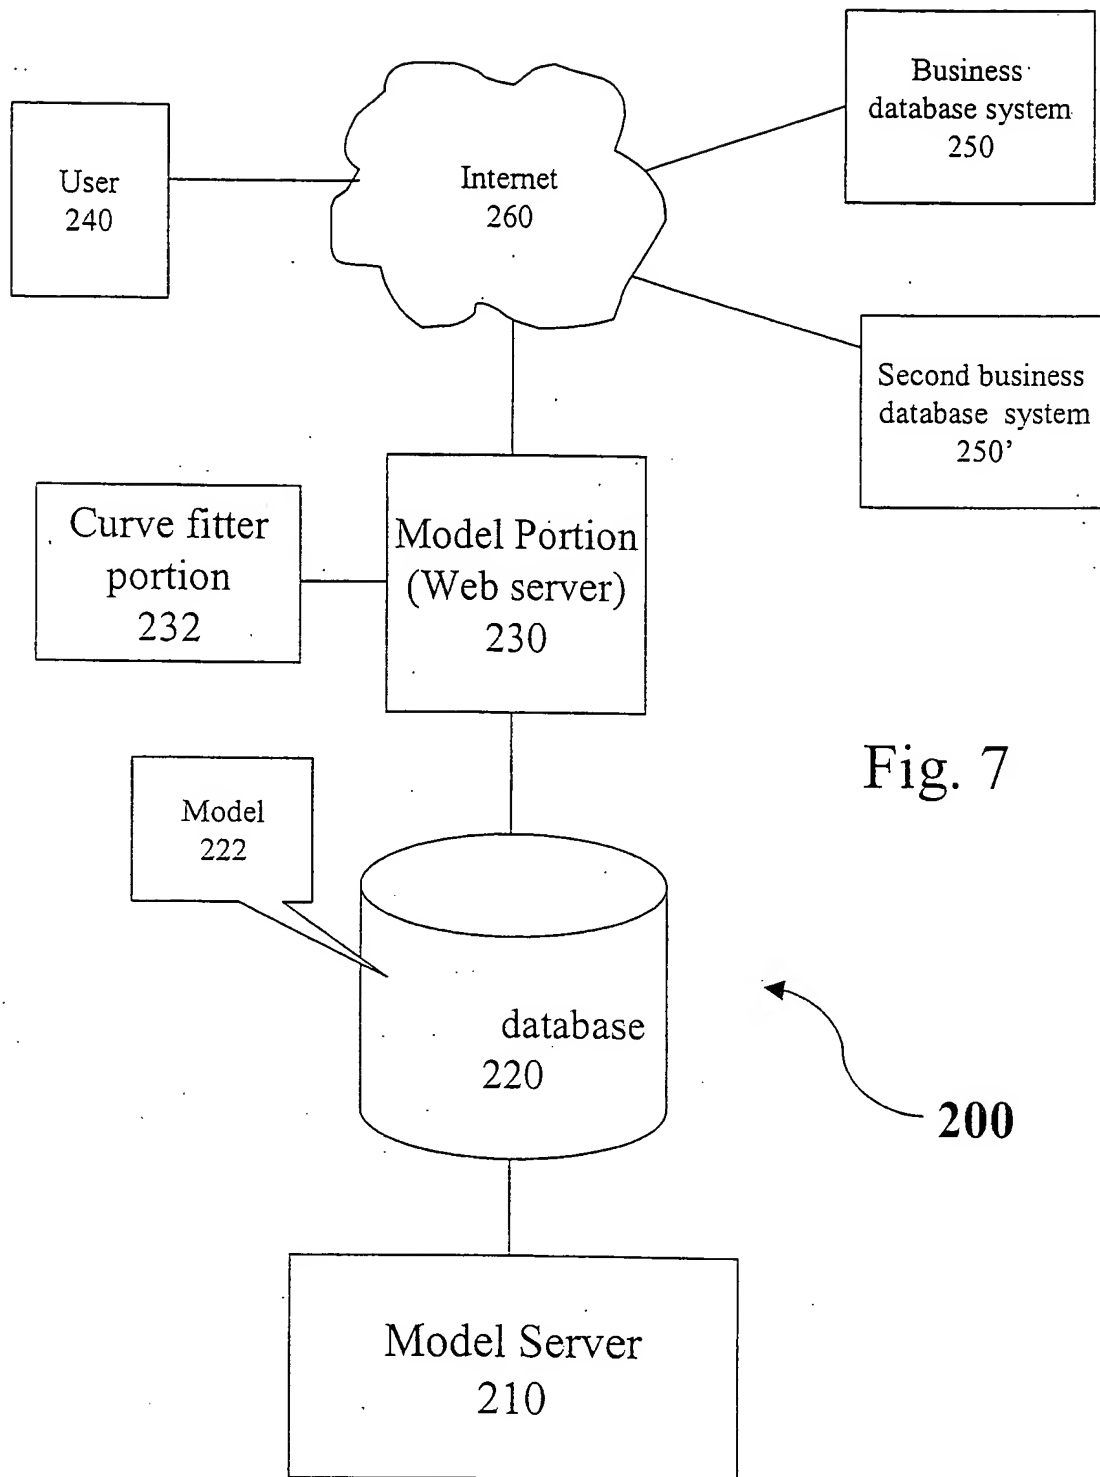 Business
database system
250
User
240
Internet
260
Second business
database system
250’
Curve fitter
portion
232
Model Portion
(Web server)
230
Fig. 7
Model
222
database
220
200
Model Server
210